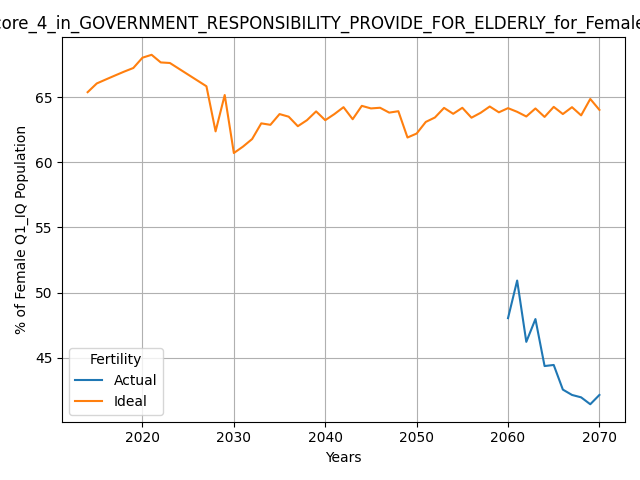 core_4_in_GOVERNMENT_RESPONSIBILITY_PROVIDE_FOR_ELDERLY_for_Female
% of Female Q1_IQ Population
65
60
55
50
45
Fertility
Actual
Ideal
2020 2030 2040 2050 2060 2070
Years